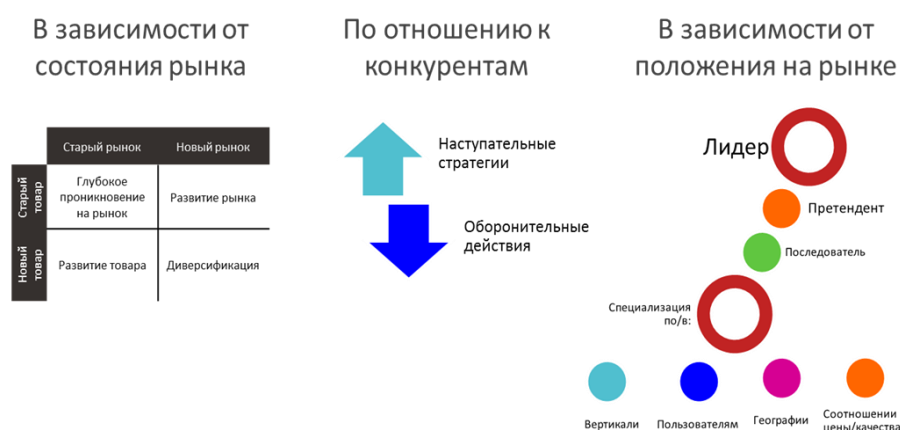 В зависимости от
состояния рынка
Старый рынок
Новый рынок
Старый
товар
Глубокое
проникновение
на рынок
Развитие рынка
Новый
товар
Развитие товара
Диверсификация
По отношению к
конкурентам
Наступательные
стратегии
Оборонительные
действия
В зависимости от
положения на рынке
Лидер
Претендент
Последователь
Специализация
по/в:
Вертикали
Пользователям
Географии
Соотношении
цены/качества